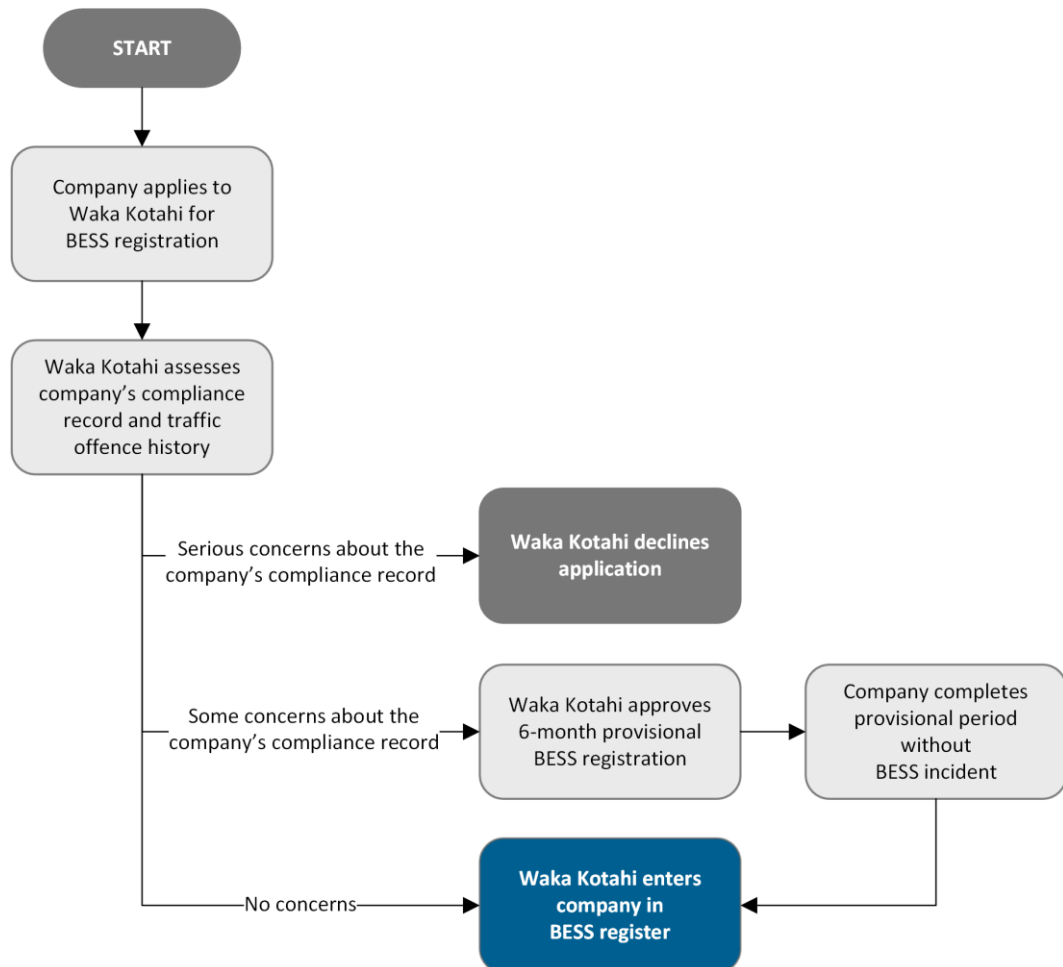 START
Company applies to
Waka Kotahi for
BESS registration
Waka Kotahi assesses
company’s compliance
record and traffic
offence history
Serious concerns about the
company’s compliance record
Waka Kotahi declines
application
Some concerns about the
company’s compliance record
Waka Kotahi approves
6-month provisional
BESS registration
Company completes
provisional period
without
BESS incident
No concerns
Waka Kotahi enters
company in
BESS register